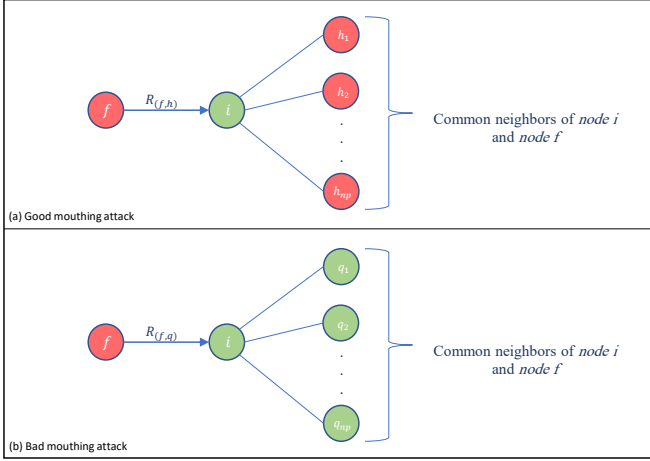 h₁
R₍f,h₎
h₂
f
i
.
.
.
Common neighbors of node i
and node f
hₙₚ
(a) Good mouthing attack
q₁
R₍f,q₎
q₂
f
i
.
.
.
Common neighbors of node i
and node f
qₙₚ
(b) Bad mouthing attack